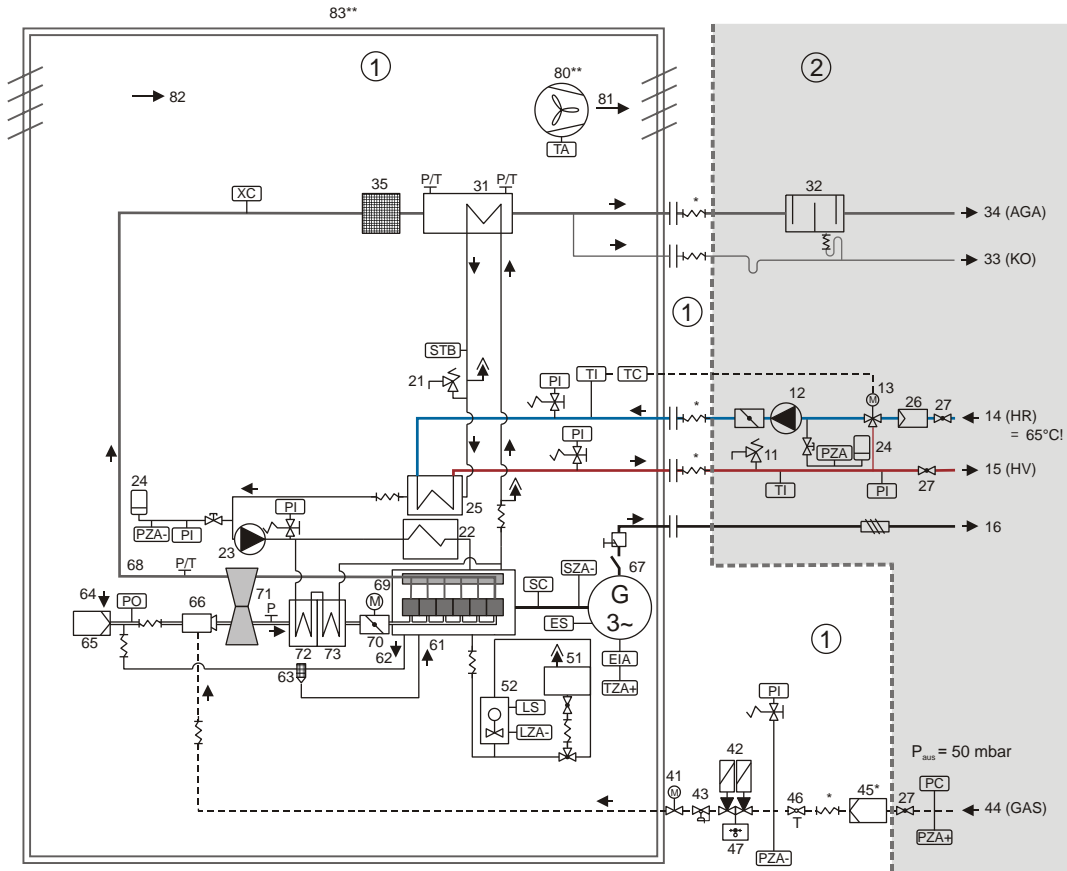 83**
1
2
80**
82
81
TA
XC
35
P/T
31
P/T
32
*
34 (AGA)
33 (KO)
1
STB
21
PI
TI
TC
12
13
M
26
27
14 (HR)
= 65°C!
*
PI
11
PZA
24
*
15 (HV)
TI
PI
27
24
25
PZA-
PI
PI
23
22
16
68
P/T
69
SZA-
67
SC
64
PO
66
71
P
M
G
3~
65
70
ES
72
73
62
61
EIA
63
51
TZA+
52
LS
LZA-
1
PI
P aus = 50 mbar
41
M
43
42
46
*
45*
27
PC
44 (GAS)
47
PZA-
PZA+